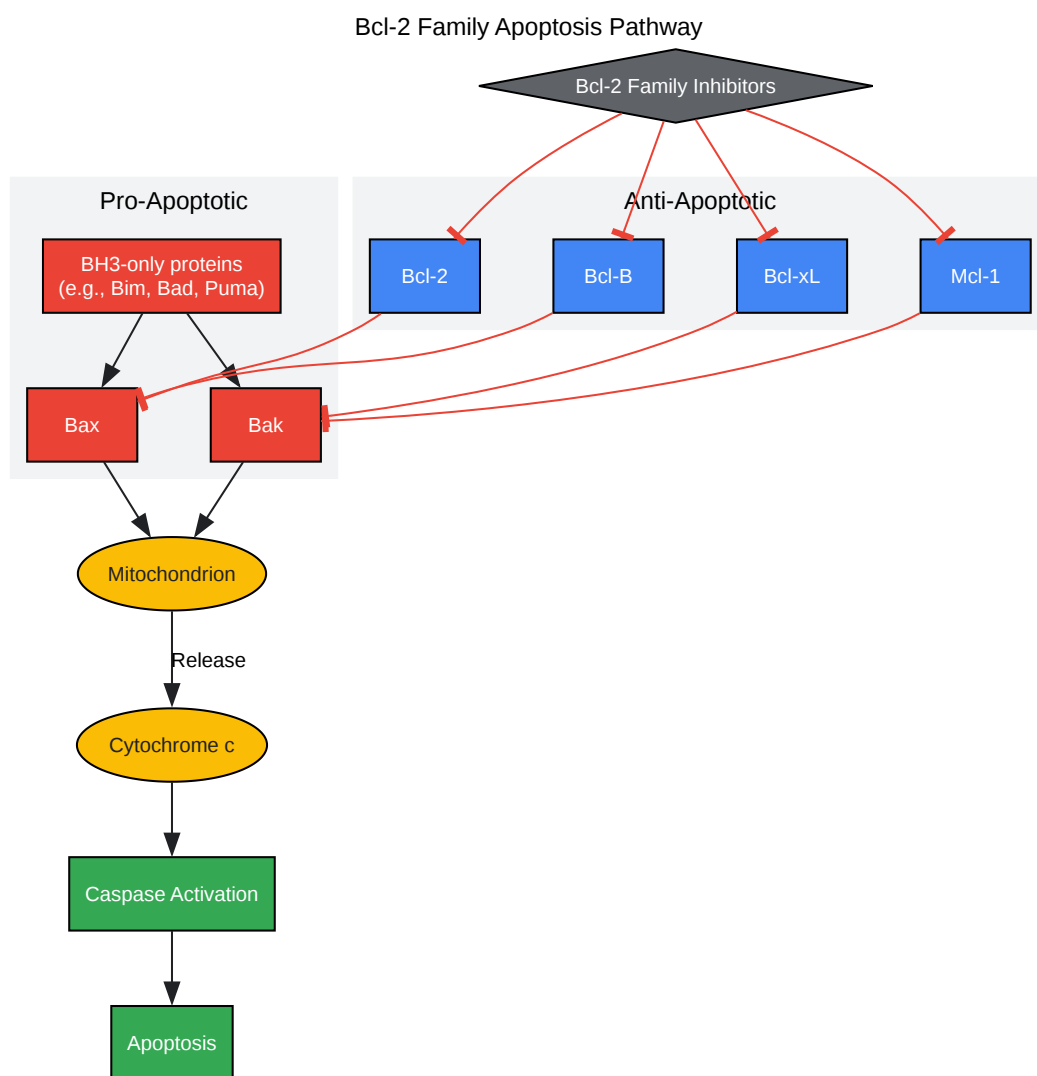 Bcl-2 Family Apoptosis Pathway
Bcl-2 Family Inhibitors
Pro-Apoptotic
Anti-Apoptotic
BH3-only proteins
(e.g., Bim, Bad, Puma)
Bcl-2
Bcl-B
Bcl-xL
Mcl-1
Bax
Bak
Mitochondrion
Release
Cytochrome c
Caspase Activation
Apoptosis